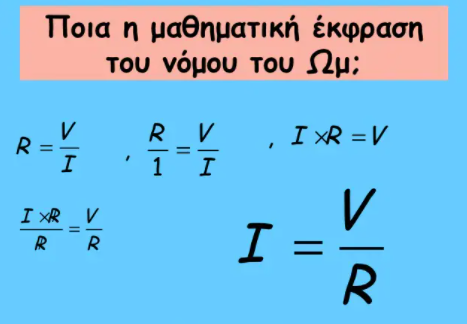 Ποια η μαθηματική έκφραση
του νόμου του Ωμ;
R = V/I , R/1 = V/I , I × R = V
I × R/R = V/R
I = V/R